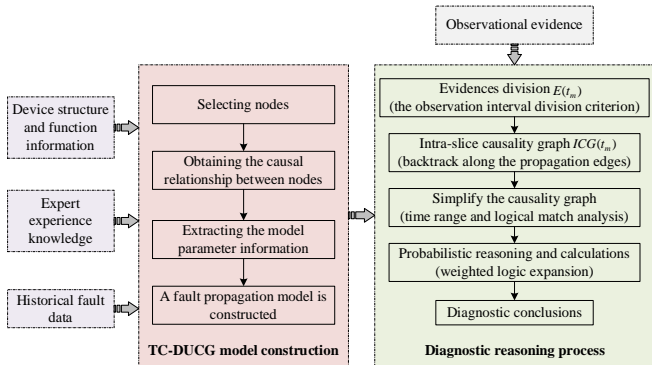 Observational evidence
Device structure
and function
information
Expert
experience
knowledge
Historical fault
data
Selecting nodes
Obtaining the causal
relationship between nodes
Extracting the model
parameter information
A fault propagation model is
constructed
TC-DUCG model construction
Evidences division E(t_m)
(the observation interval division criterion)
Intra-slice causality graph ICG(t_m)
(backtrack along the propagation edges)
Simplify the causality graph
(time range and logical match analysis)
Probabilistic reasoning and calculations
(weighted logic expansion)
Diagnostic conclusions
Diagnostic reasoning process